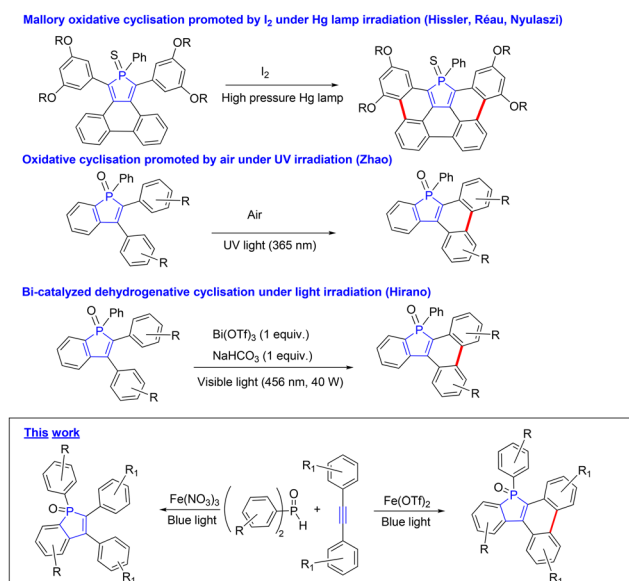 Mallory oxidative cyclisation promoted by I2 under Hg lamp irradiation (Hissler, Réau, Nyulaszi)
RO S Ph OR
P
I2
High pressure Hg lamp
RO OR
RO S Ph OR
P
RO OR
Oxidative cyclisation promoted by air under UV irradiation (Zhao)
O Ph
P
R
R
Air
UV light (365 nm)
O Ph
P
R
R
Bi-catalyzed dehydrogenative cyclisation under light irradiation (Hirano)
O Ph
P
R
R
Bi(OTf)3 (1 equiv.)
NaHCO3 (1 equiv.)
Visible light (456 nm, 40 W)
O Ph
P
R
R
This work
R
R1
O P
R
R1
Fe(NO3)3
Blue light
R
2
O
P
H
+
R1
R1
Fe(OTf)2
Blue light
R
R1
O P
R
R1